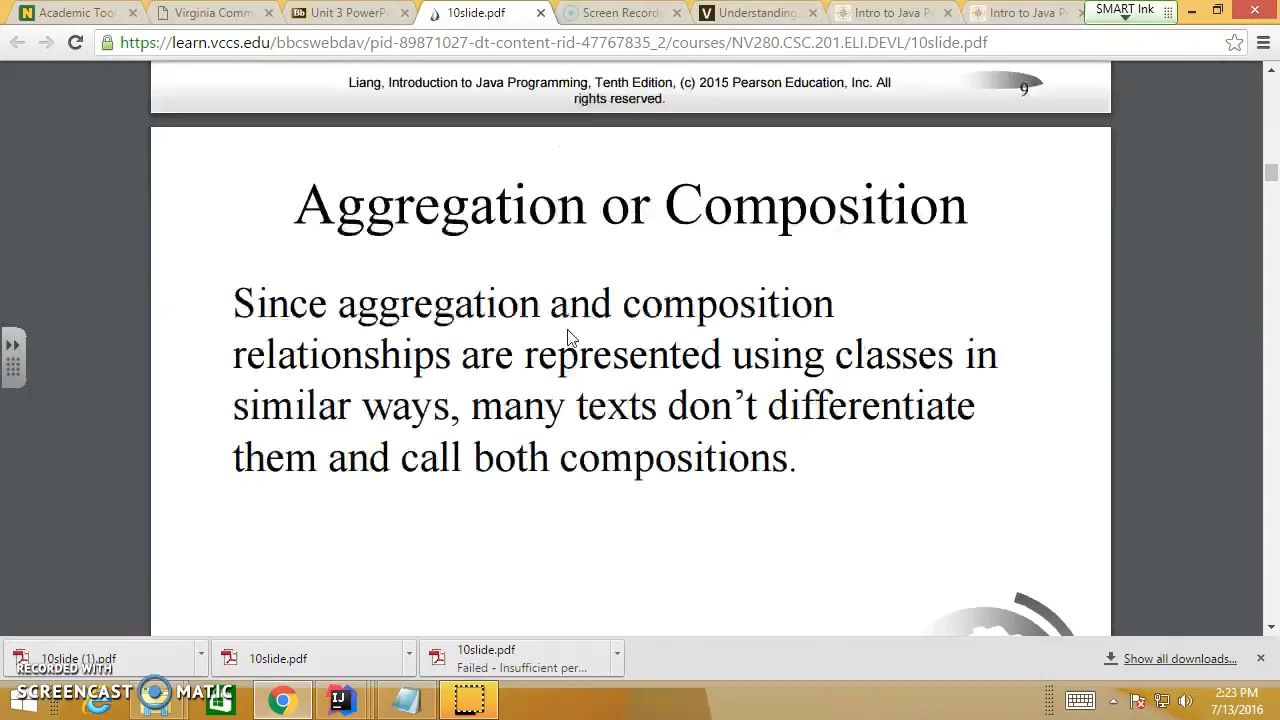 Academic Too
Virginia Comm
Unit 3 PowerP
10slide.pdf
Screen Record
Understanding
Intro to Java P
Intro to Java P
SMART Ink
https://learn.vccs.edu/bbcswebdav/pid-89871027-dt-content-rid-47767835_2/courses/NV280.CSC.201.ELI.DEVL/10slide.pdf
Liang, Introduction to Java Programming, Tenth Edition, (c) 2015 Pearson Education, Inc. All
rights reserved.
9
Aggregation or Composition
Since aggregation and composition
relationships are represented using classes in
similar ways, many texts don’t differentiate
them and call both compositions.
10slide (1).pdf
10slide.pdf
10slide.pdf
Failed - Insufficient per...
Show all downloads...
RECORDED WITH
SCREENCAST MATIC
2:23 PM
7/13/2016